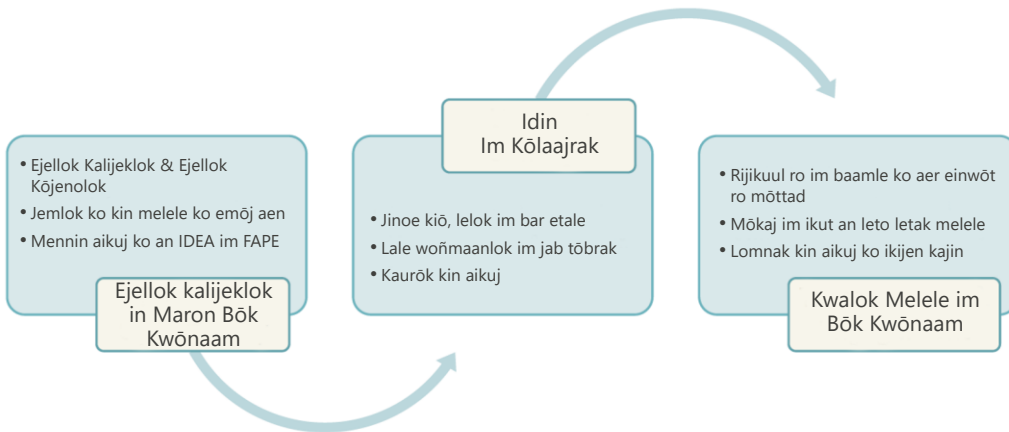 • Ejellok Kalijeklok & Ejellok
Kōjenolok
• Jemlok ko kin melele ko emōj aen
• Mennin aikuj ko an IDEA im FAPE
Ejellok kalijeklok
in Maron Bōk
Kwōnaam
Idin
Im Kōlaajrak
• Jinoe kiō, lelok im bar etale
• Lale woñmaanlok im jab tōbrak
• Kaurōk kin aikuj
• Rijikuul ro im baamle ko aer einwōt
ro mōttad
• Mōkaj im ikut an leto letak melele
• Lomnak kin aikuj ko ikijen kajin
Kwalok Melele im
Bōk Kwōnaam